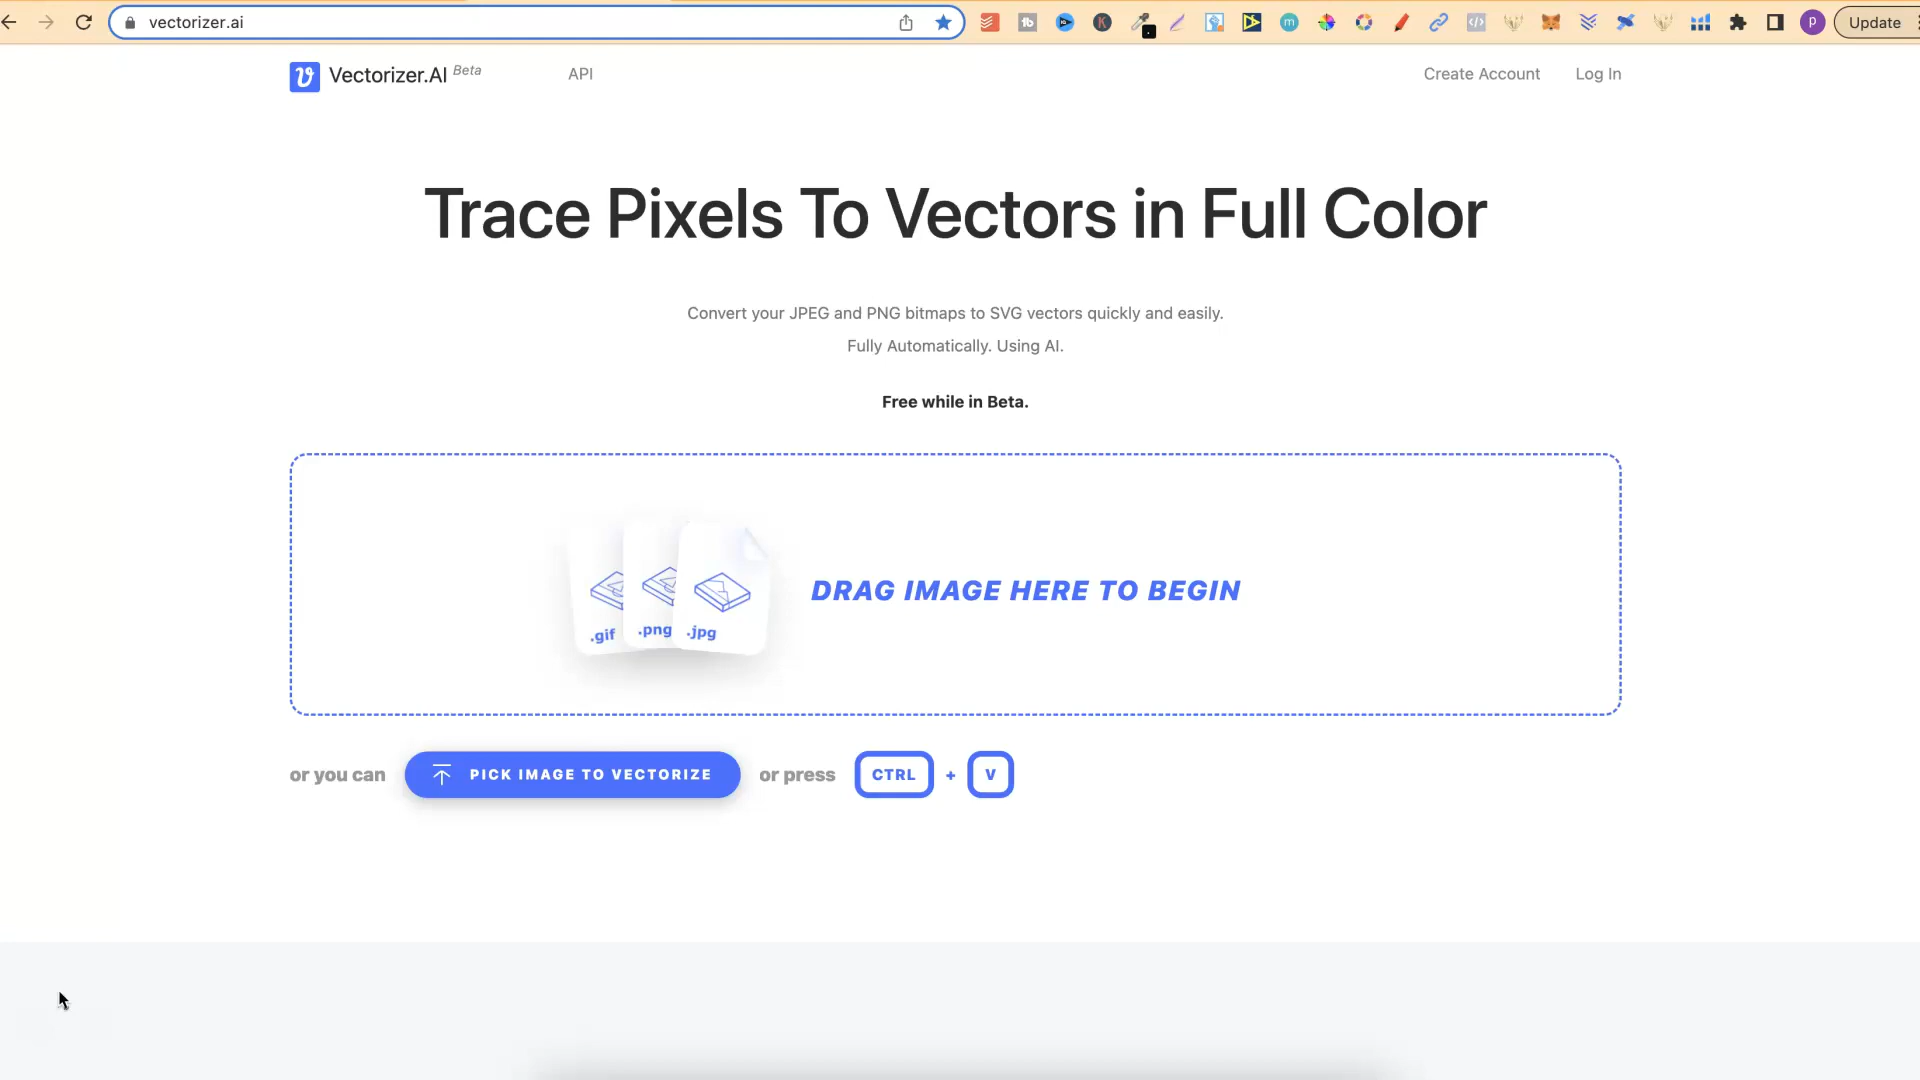 vectorizer.ai
Update
Vectorizer.AI Beta
API
Create Account
Log In
Trace Pixels To Vectors in Full Color
Convert your JPEG and PNG bitmaps to SVG vectors quickly and easily.
Fully Automatically. Using AI.
Free while in Beta.
.gif
.png
.jpg
DRAG IMAGE HERE TO BEGIN
or you can
PICK IMAGE TO VECTORIZE
or press
CTRL
+
V